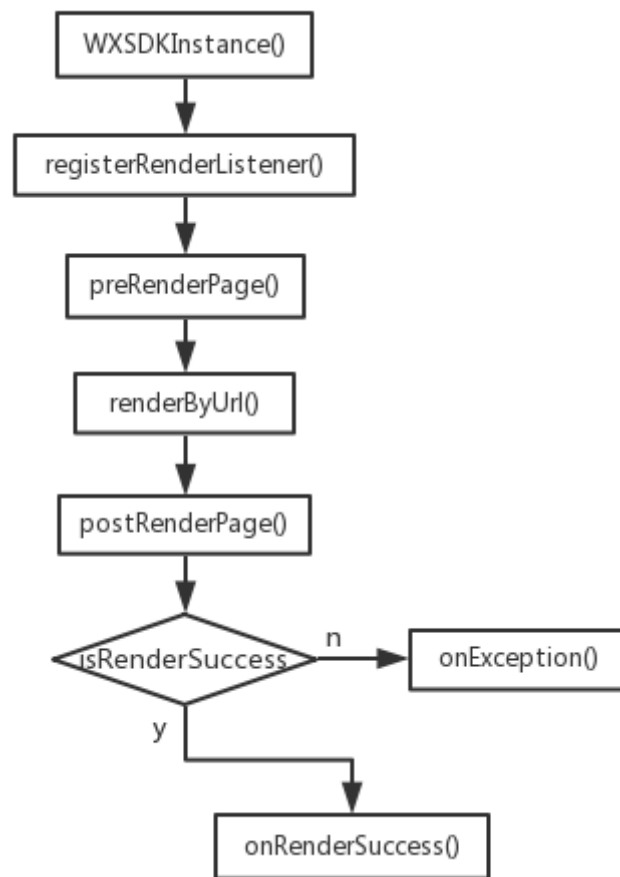 WXSDKInstance()
registerRenderListener()
preRenderPage()
renderByUrl()
postRenderPage()
isRenderSuccess
n
onException()
y
onRenderSuccess()